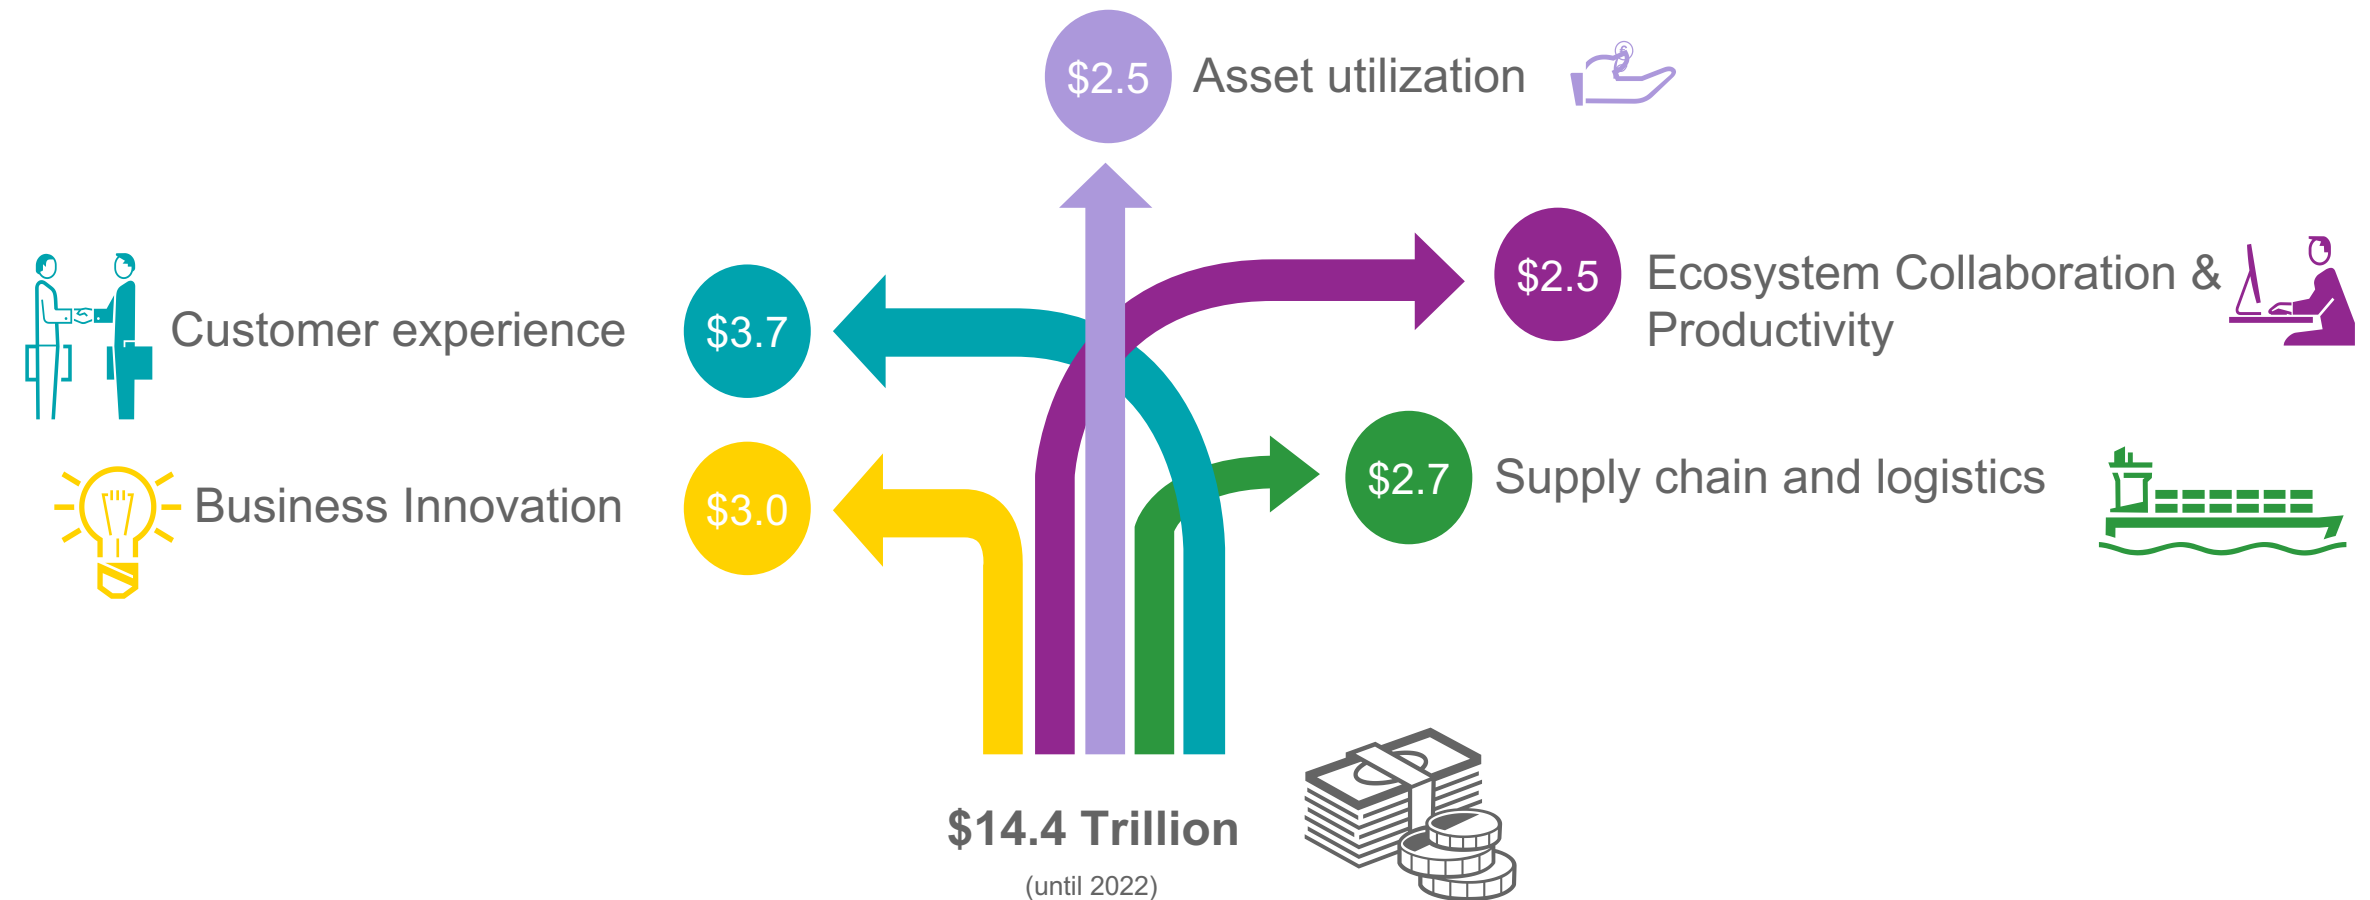 $2.5
Asset utilization
$2.5
Ecosystem Collaboration &
Productivity
Customer experience
$3.7
$2.7
Supply chain and logistics
Business Innovation
$3.0
$14.4 Trillion
(until 2022)